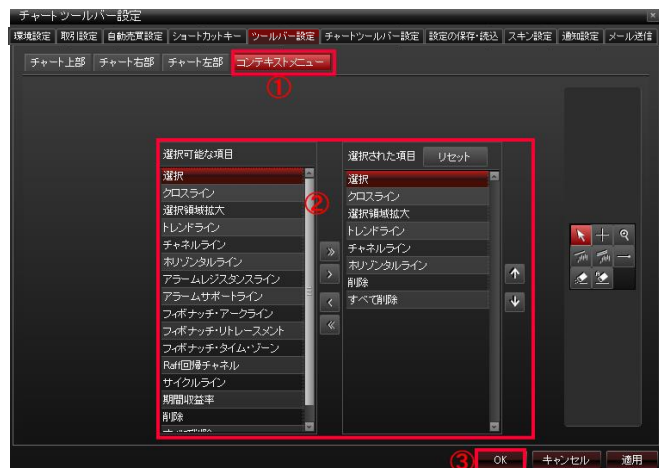 チャートツールバー設定
環境設定 取引設定 自動売買設定 ショートカットキー ツールバー設定 チャートツールバー設定 設定の保存・読込 スキン設定 通知設定 メール送信
チャート上部 チャート右部 チャート左部 コンテキストメニュー
①
選択可能な項目
選択
クロスライン
選択領域拡大
トレンドライン
チャネルライン
ホリゾンタルライン
アラームレジスタンスライン
アラームサポートライン
フィボナッチ・アークライン
フィボナッチ・リトレースメント
フィボナッチ・タイム・ゾーン
Raff回帰チャネル
サイクルライン
期間収益率
削除
②
選択された項目 リセット
選択
クロスライン
選択領域拡大
トレンドライン
チャネルライン
ホリゾンタルライン
削除
すべて削除
③ OK キャンセル 適用